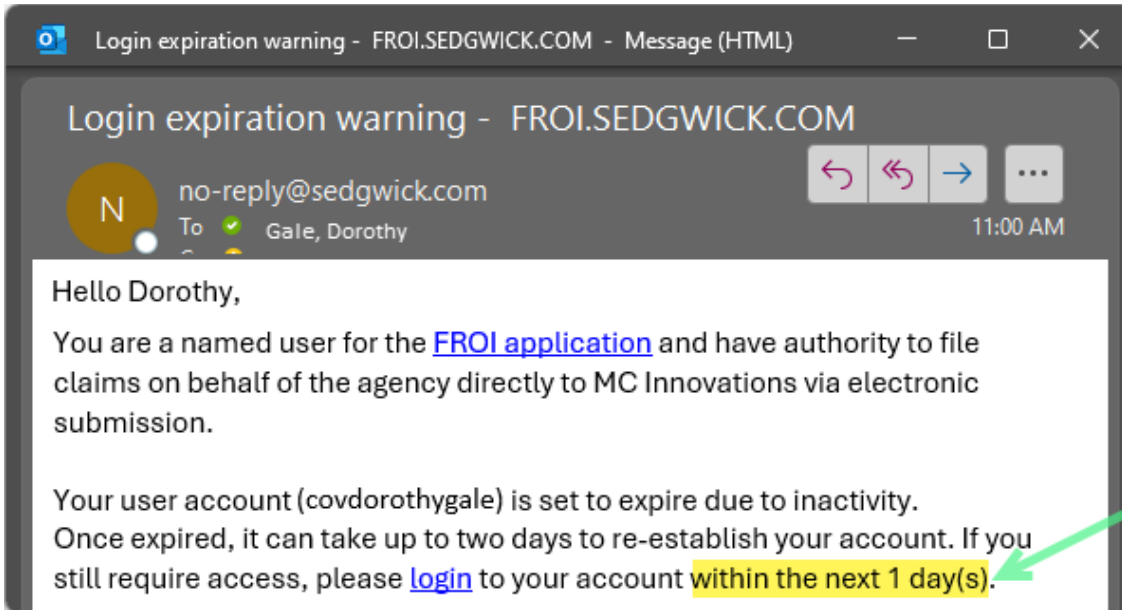 Login expiration warning - FROI.SEDGWICK.COM - Message (HTML)
Login expiration warning - FROI.SEDGWICK.COM
N
no-reply@sedgwick.com
To Gale, Dorothy
11:00 AM
Hello Dorothy,
You are a named user for the FROI application and have authority to file
claims on behalf of the agency directly to MC Innovations via electronic
submission.
Your user account (covdorothygale) is set to expire due to inactivity.
Once expired, it can take up to two days to re-establish your account. If you
still require access, please login to your account within the next 1 day(s).